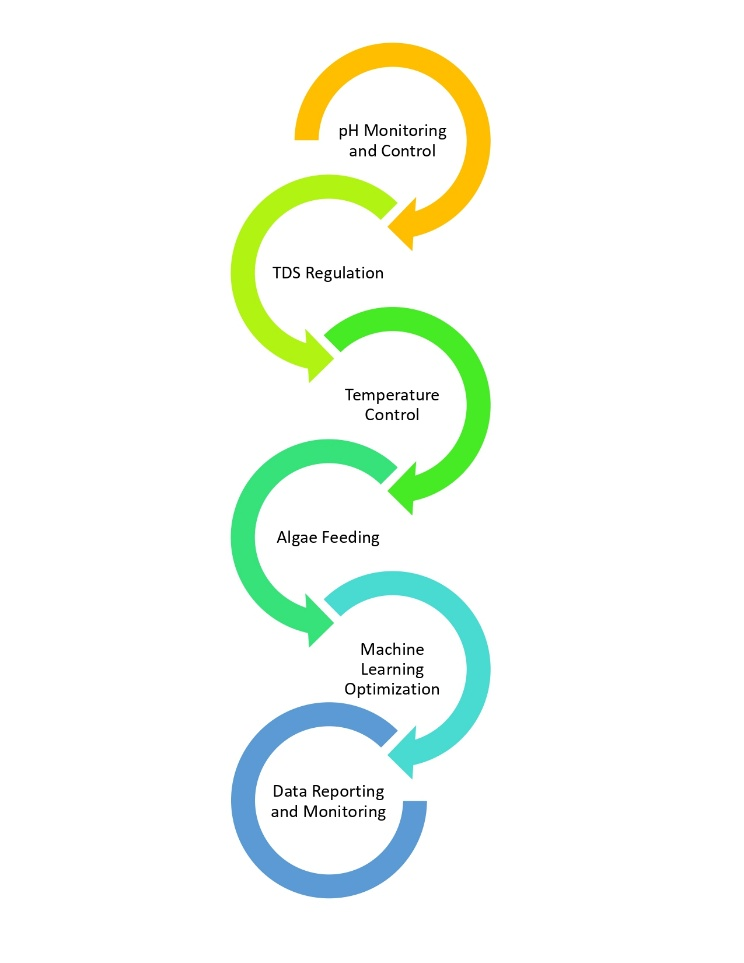 pH Monitoring
and Control
TDS Regulation
Temperature
Control
Algae Feeding
Machine
Learning
Optimization
Data Reporting
and Monitoring